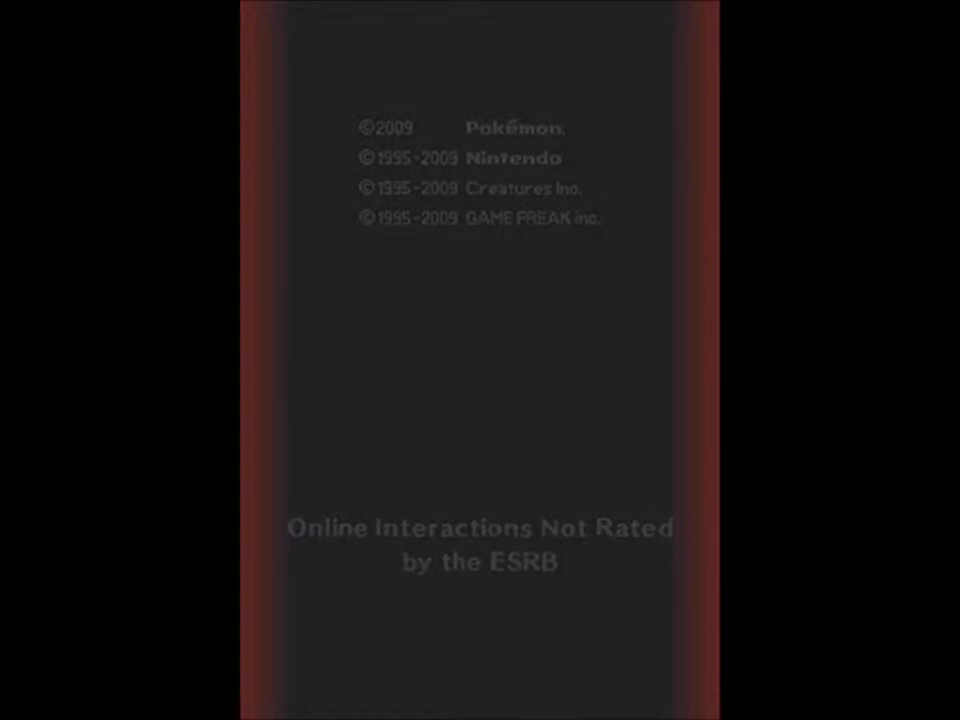 ©2009 Pokémon.
©1995-2009 Nintendo
©1995-2009 Creatures Inc.
©1995-2009 GAME FREAK inc.
Online Interactions Not Rated
by the ESRB